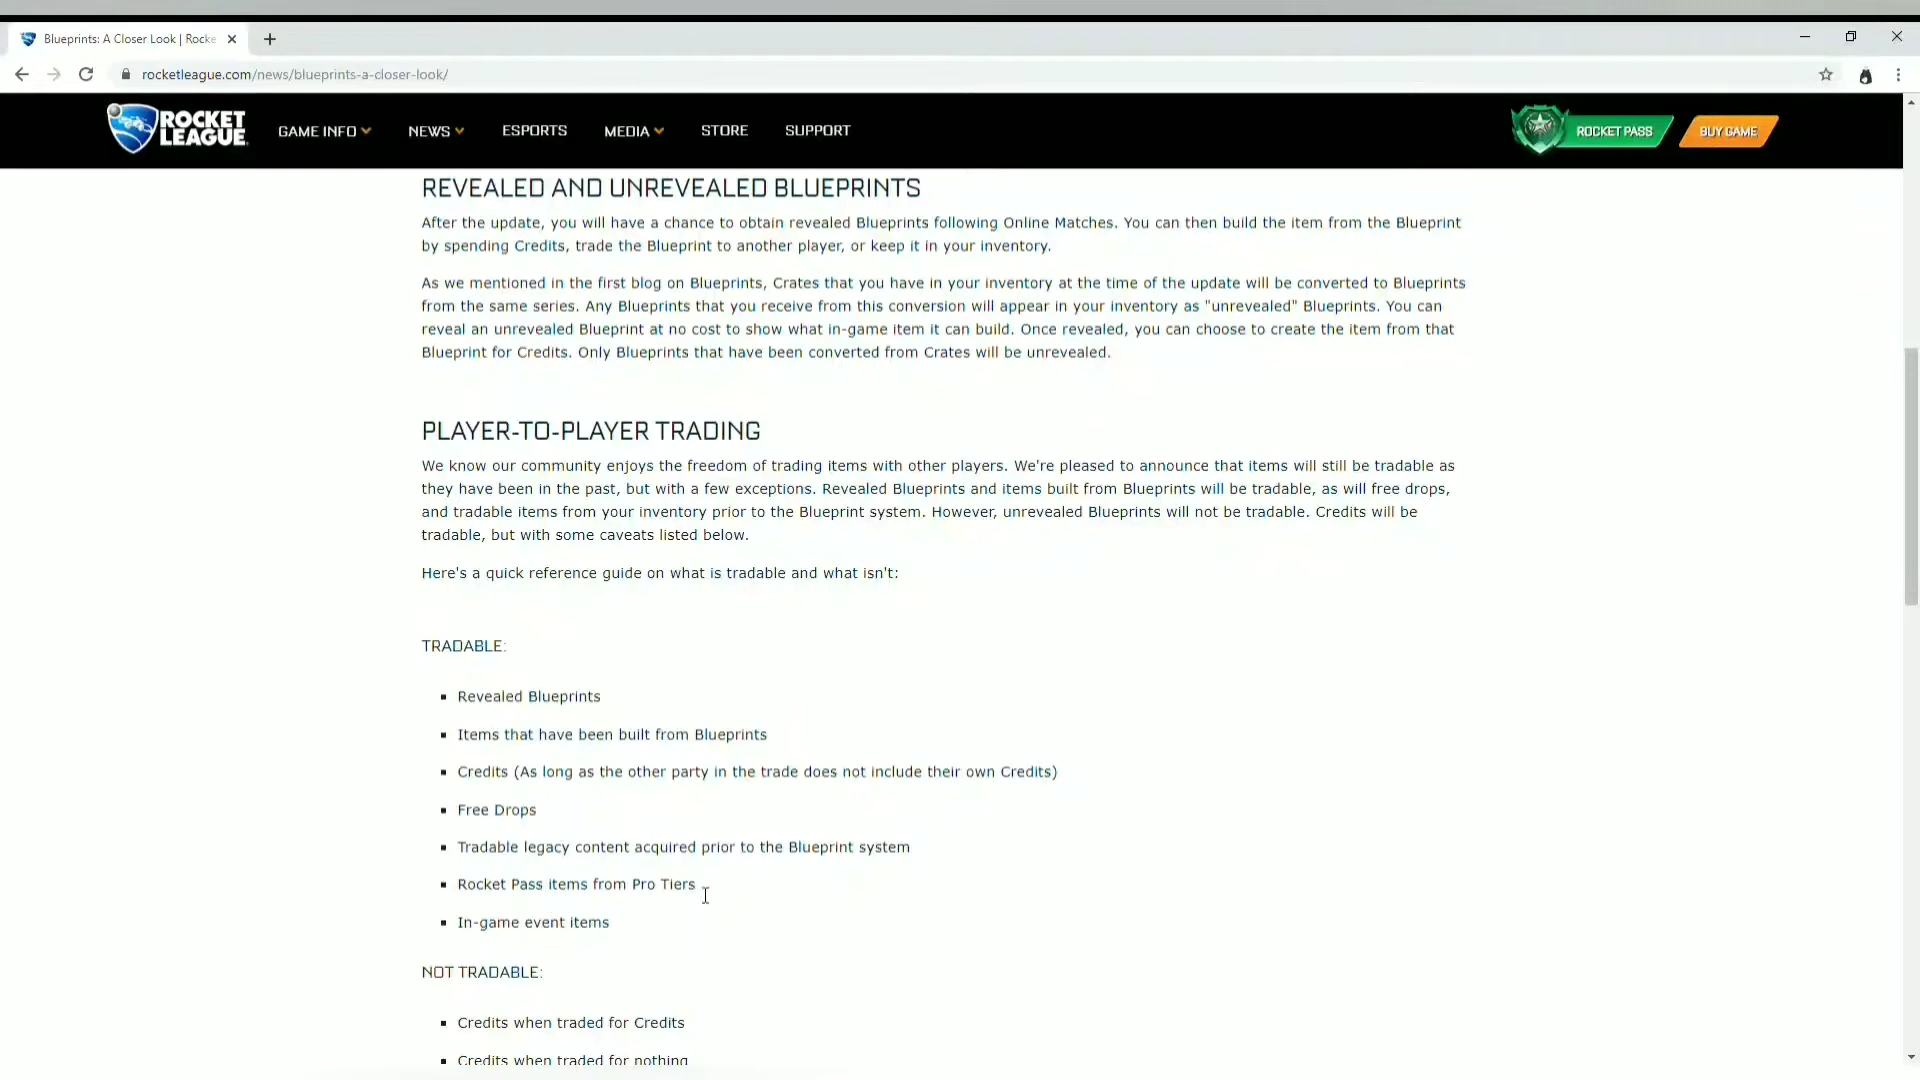 Blueprints: A Closer Look | Rocke
rocketleague.com/news/blueprints-a-closer-look/
ROCKET
LEAGUE
GAME INFO
NEWS
ESPORTS
MEDIA
STORE
SUPPORT
ROCKET PASS
BUY GAME
REVEALED AND UNREVEALED BLUEPRINTS
After the update, you will have a chance to obtain revealed Blueprints following Online Matches. You can then build the item from the Blueprint
by spending Credits, trade the Blueprint to another player, or keep it in your inventory.
As we mentioned in the first blog on Blueprints, Crates that you have in your inventory at the time of the update will be converted to Blueprints
from the same series. Any Blueprints that you receive from this conversion will appear in your inventory as "unrevealed" Blueprints. You can
reveal an unrevealed Blueprint at no cost to show what in-game item it can build. Once revealed, you can choose to create the item from that
Blueprint for Credits. Only Blueprints that have been converted from Crates will be unrevealed.
PLAYER-TO-PLAYER TRADING
We know our community enjoys the freedom of trading items with other players. We're pleased to announce that items will still be tradable as
they have been in the past, but with a few exceptions. Revealed Blueprints and items built from Blueprints will be tradable, as will free drops,
and tradable items from your inventory prior to the Blueprint system. However, unrevealed Blueprints will not be tradable. Credits will be
tradable, but with some caveats listed below.
Here's a quick reference guide on what is tradable and what isn't:
TRADABLE:
▪ Revealed Blueprints
▪ Items that have been built from Blueprints
▪ Credits (As long as the other party in the trade does not include their own Credits)
▪ Free Drops
▪ Tradable legacy content acquired prior to the Blueprint system
▪ Rocket Pass items from Pro Tiers
▪ In-game event items
NOT TRADABLE:
▪ Credits when traded for Credits
▪ Credits when traded for nothing